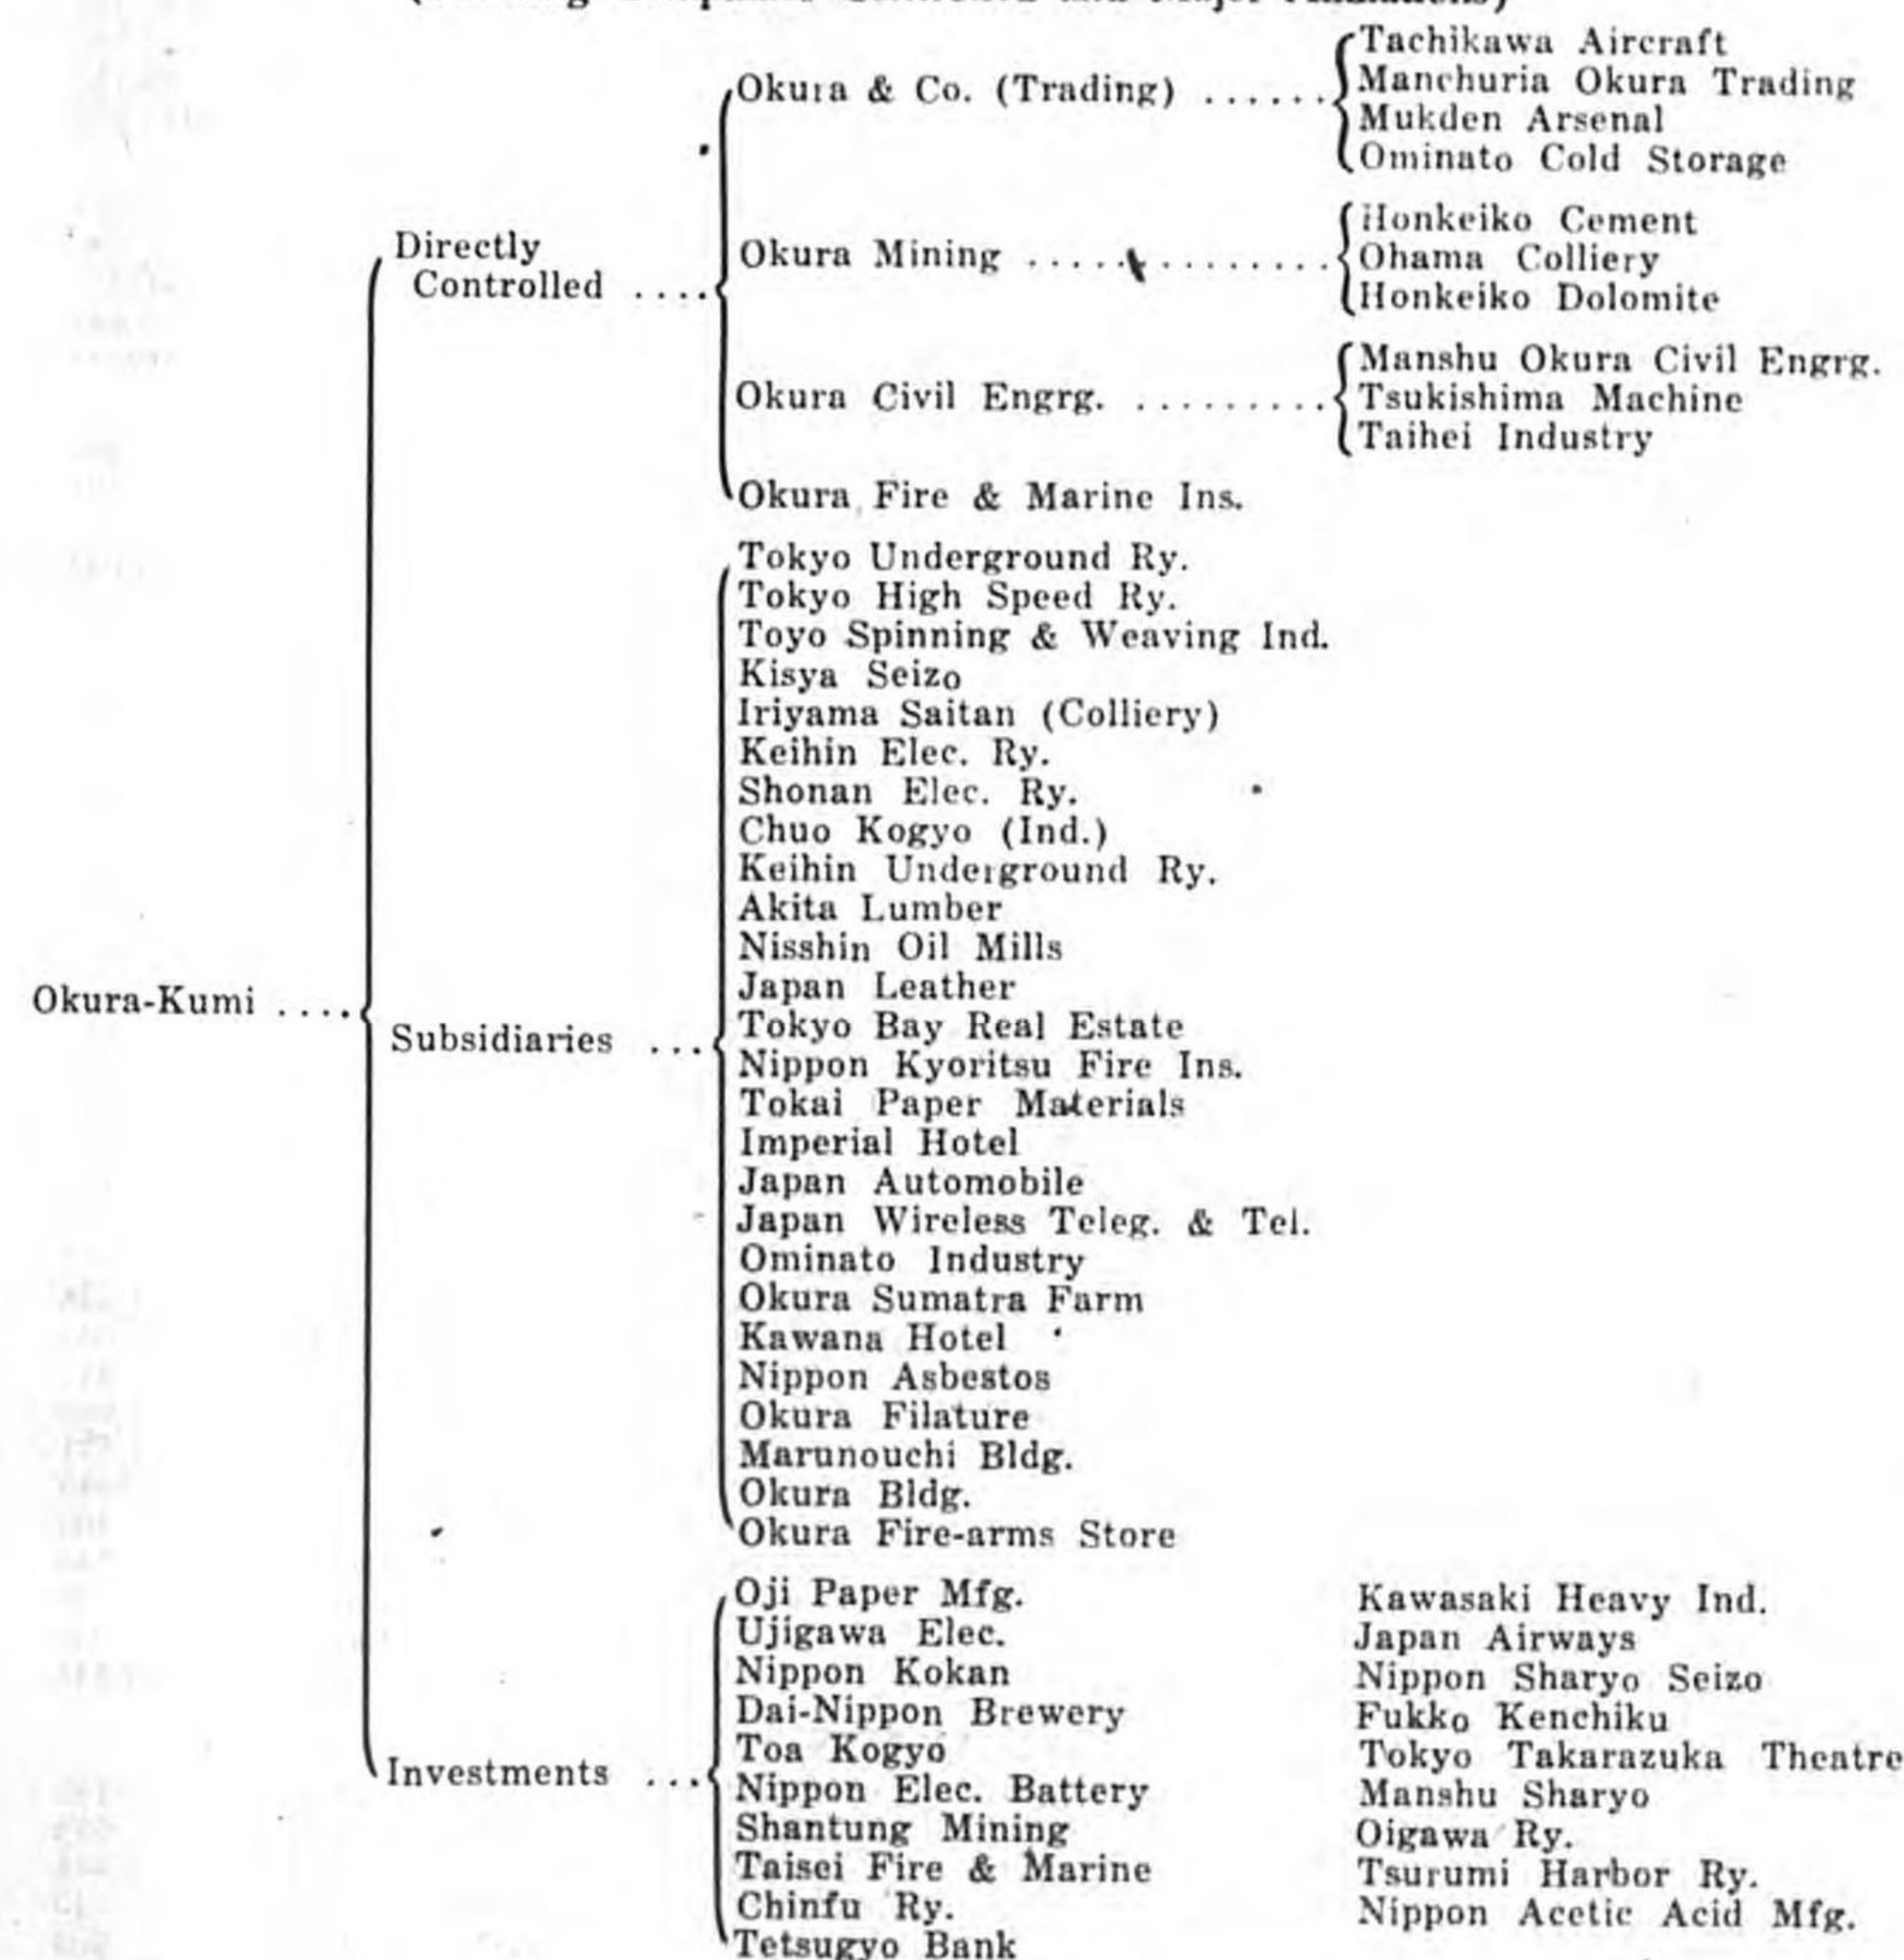 Okura-Kumi ....
Directly
Controlled ....
Okura & Co. (Trading) ......
Tachikawa Aircraft
Manchuria Okura Trading
Mukden Arsenal
Ominato Cold Storage
Okura Mining ..............
Honkeiko Cement
Ohama Colliery
Honkeiko Dolomite
Okura Civil Engrg. .........
Manshu Okura Civil Engrg.
Tsukishima Machine
Taihei Industry
Okura Fire & Marine Ins.
Subsidiaries ...
Tokyo Underground Ry.
Tokyo High Speed Ry.
Toyo Spinning & Weaving Ind.
Kisya Seizo
Iriyama Saitan (Colliery)
Keihin Elec. Ry.
Shonan Elec. Ry.
Chuo Kogyo (Ind.)
Keihin Underground Ry.
Akita Lumber
Nisshin Oil Mills
Japan Leather
Tokyo Bay Real Estate
Nippon Kyoritsu Fire Ins.
Tokai Paper Materials
Imperial Hotel
Japan Automobile
Japan Wireless Teleg. & Tel.
Ominato Industry
Okura Sumatra Farm
Kawana Hotel
Nippon Asbestos
Okura Filature
Marunouchi Bldg.
Okura Bldg.
Okura Fire-arms Store
Investments ...
Oji Paper Mfg.
Ujigawa Elec.
Nippon Kokan
Dai-Nippon Brewery
Toa Kogyo
Nippon Elec. Battery
Shantung Mining
Taisei Fire & Marine
Chinfu Ry.
Tetsugyo Bank
Kawasaki Heavy Ind.
Japan Airways
Nippon Sharyo Seizo
Fukko Kenchiku
Tokyo Takarazuka Theatre
Manshu Sharyo
Oigawa Ry.
Tsurumi Harbor Ry.
Nippon Acetic Acid Mfg.